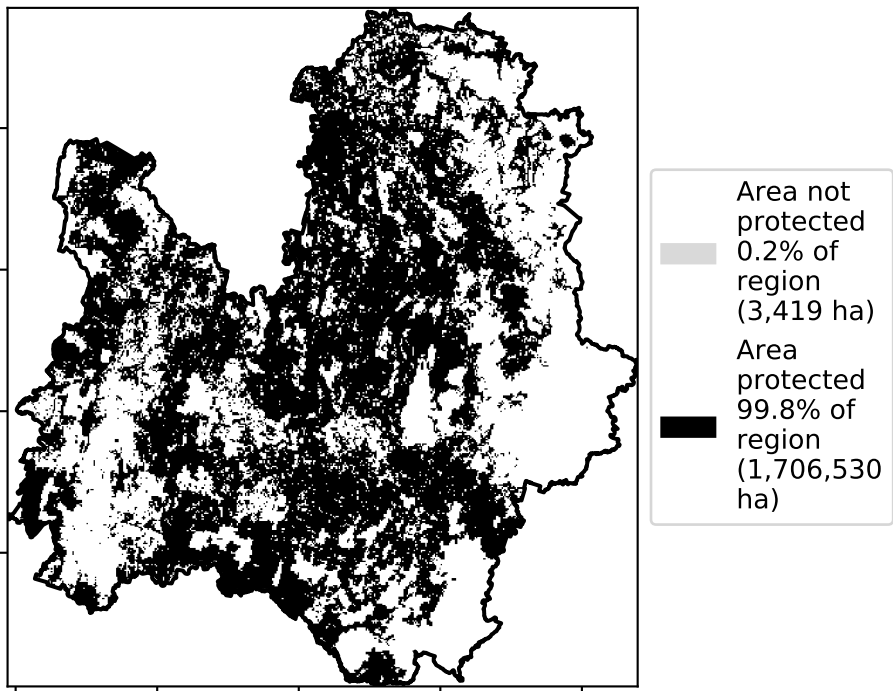 Area not
protected
0.2% of
region
(3,419 ha)
Area
protected
99.8% of
region
(1,706,530
ha)